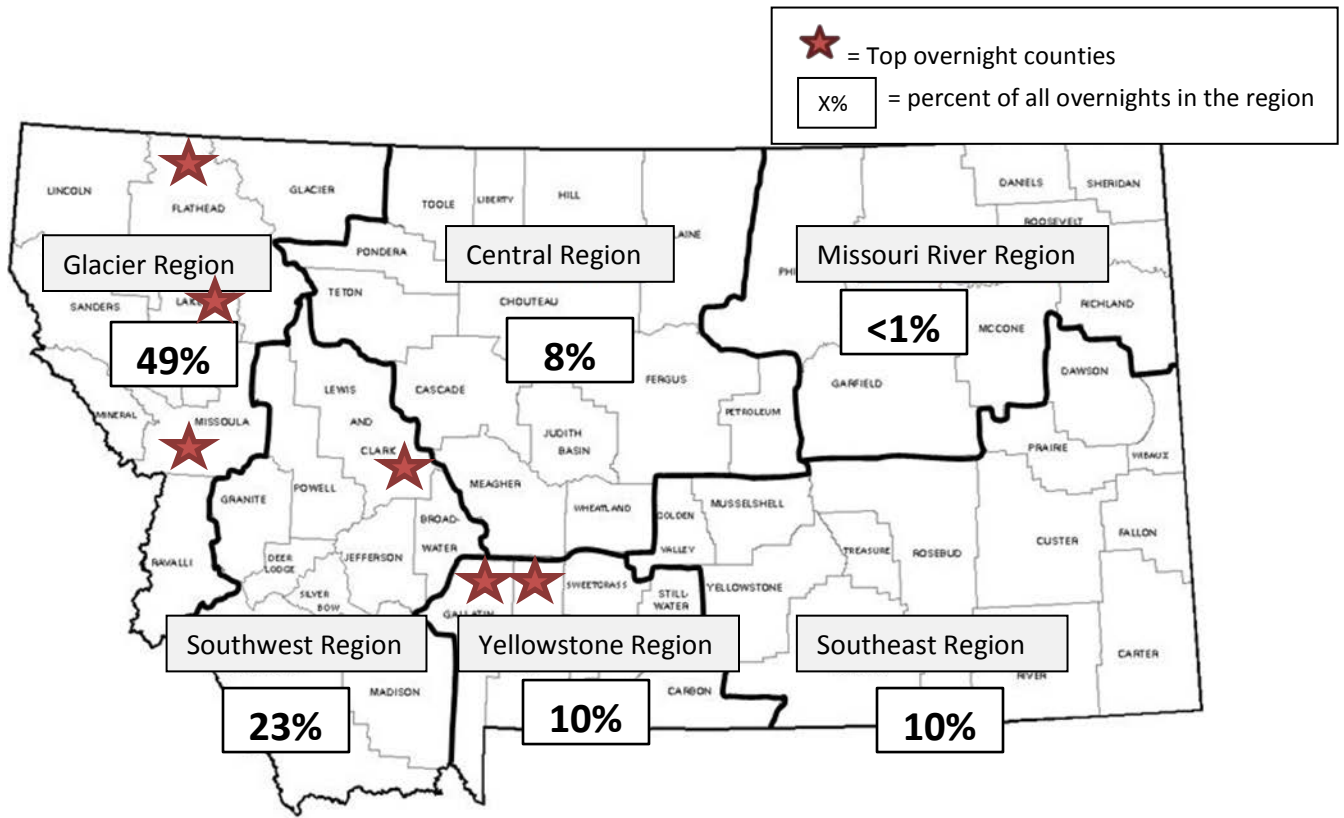 = Top overnight counties
X% = percent of all overnights in the region
LINCOLN
FLATHEAD
GLACIER
TOOLE
LIBERTY
HILL
LAINE
DANIELS
SHERIDAN
ROOSEVELT
PONDERA
Glacier Region
Central Region
Missouri River Region
PHI
SANDERS
LAKE
TETON
CHOUTEAU
RICHLAND
49%
8%
<1%
MCCONE
LEWIS
AND
CLARK
CASCADE
FERGUS
PETROLEUM
GARFIELD
DAWSON
MINERAL
MISSOULA
JUDITH
BASIN
PRAIRIE
WIBAUX
GRANITE
POWELL
MEAGHER
WHEATLAND
GOLDEN
VALLEY
MUSSELSHELL
BROAD-
WATER
RAVALLI
DEER
LODGE
JEFFERSON
SILVER
BOW
TREASURE
ROSEBUD
CUSTER
FALLON
GALLATIN
SWEETGRASS
STILL-
WATER
YELLOWSTONE
Southwest Region
Yellowstone Region
Southeast Region
CARTER
RIVER
MADISON
CARBON
23%
10%
10%